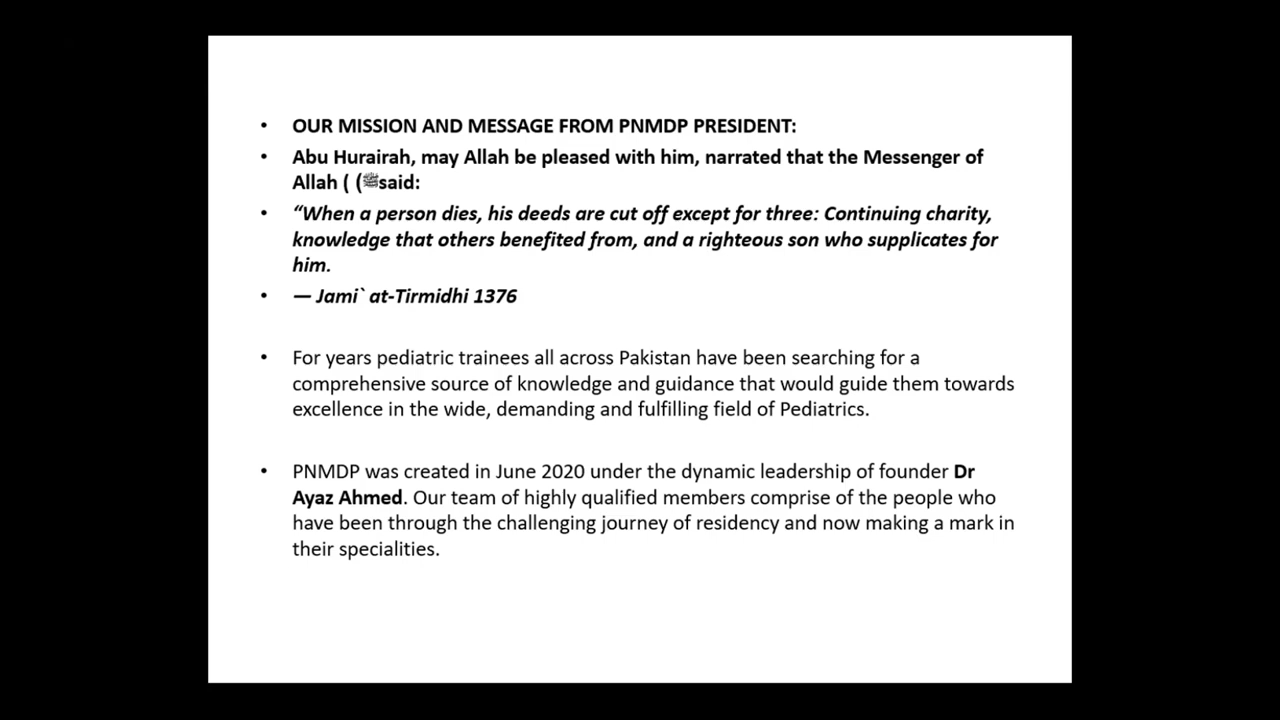 • OUR MISSION AND MESSAGE FROM PNMDP PRESIDENT:
• Abu Hurairah, may Allah be pleased with him, narrated that the Messenger of
Allah ( (ﷺsaid:
• “When a person dies, his deeds are cut off except for three: Continuing charity,
knowledge that others benefited from, and a righteous son who supplicates for
him.
• — Jami` at-Tirmidhi 1376
• For years pediatric trainees all across Pakistan have been searching for a
comprehensive source of knowledge and guidance that would guide them towards
excellence in the wide, demanding and fulfilling field of Pediatrics.
• PNMDP was created in June 2020 under the dynamic leadership of founder Dr
Ayaz Ahmed. Our team of highly qualified members comprise of the people who
have been through the challenging journey of residency and now making a mark in
their specialities.